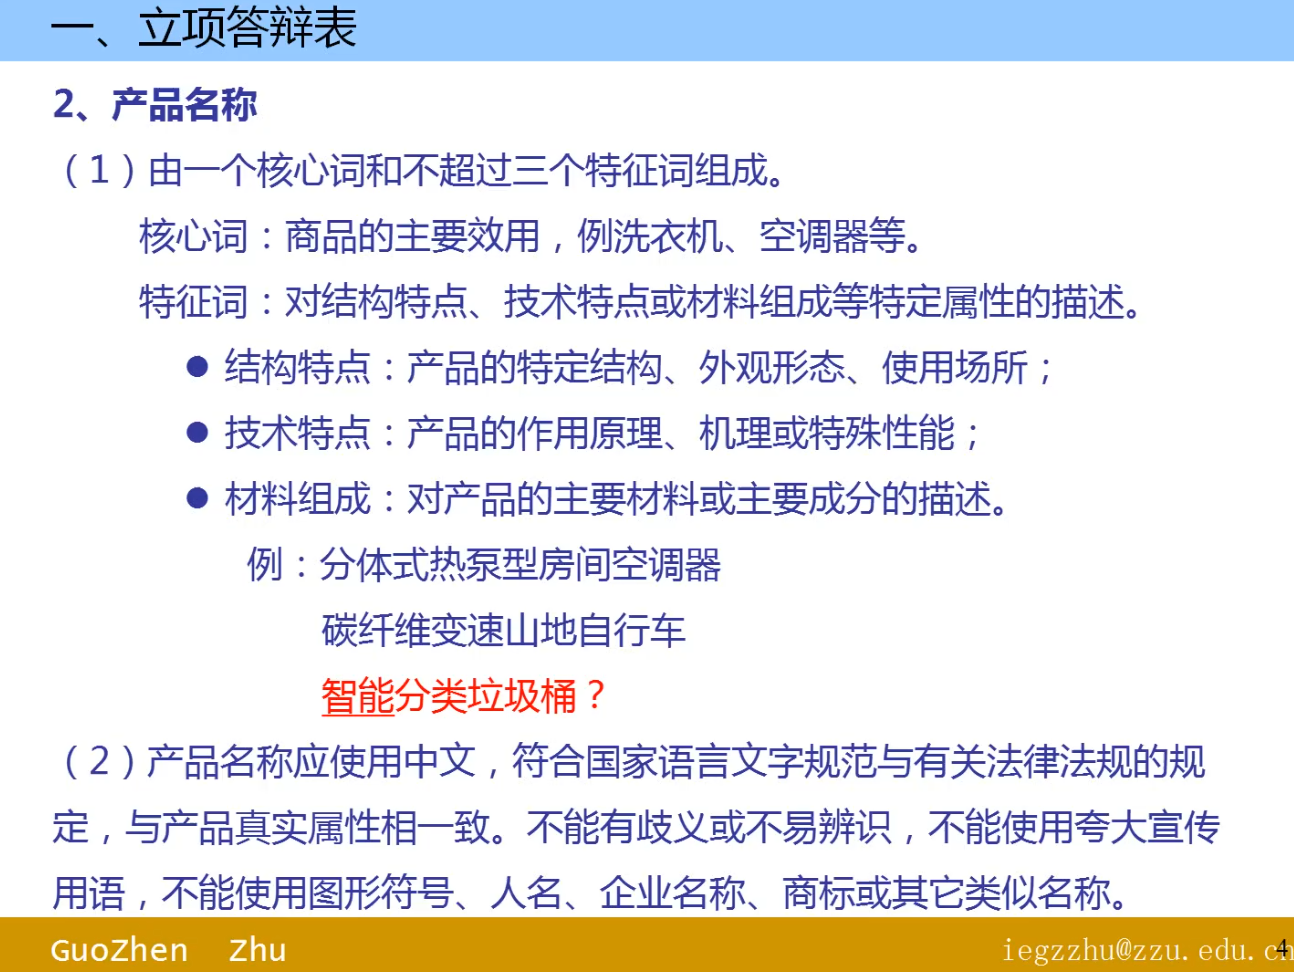 一、立项答辩表
2、产品名称
（1）由一个核心词和不超过三个特征词组成。
核心词：商品的主要效用，例洗衣机、空调器等。
特征词：对结构特点、技术特点或材料组成等特定属性的描述。
● 结构特点：产品的特定结构、外观形态、使用场所；
● 技术特点：产品的作用原理、机理或特殊性能；
● 材料组成：对产品的主要材料或主要成分的描述。
例：分体式热泵型房间空调器
碳纤维变速山地自行车
智能分类垃圾桶？
（2）产品名称应使用中文，符合国家语言文字规范与有关法律法规的规
定，与产品真实属性相一致。不能有歧义或不易辨识，不能使用夸大宣传
用语，不能使用图形符号、人名、企业名称、商标或其它类似名称。
GuoZhen Zhu
iegzzhu@zzu.edu.cn
4